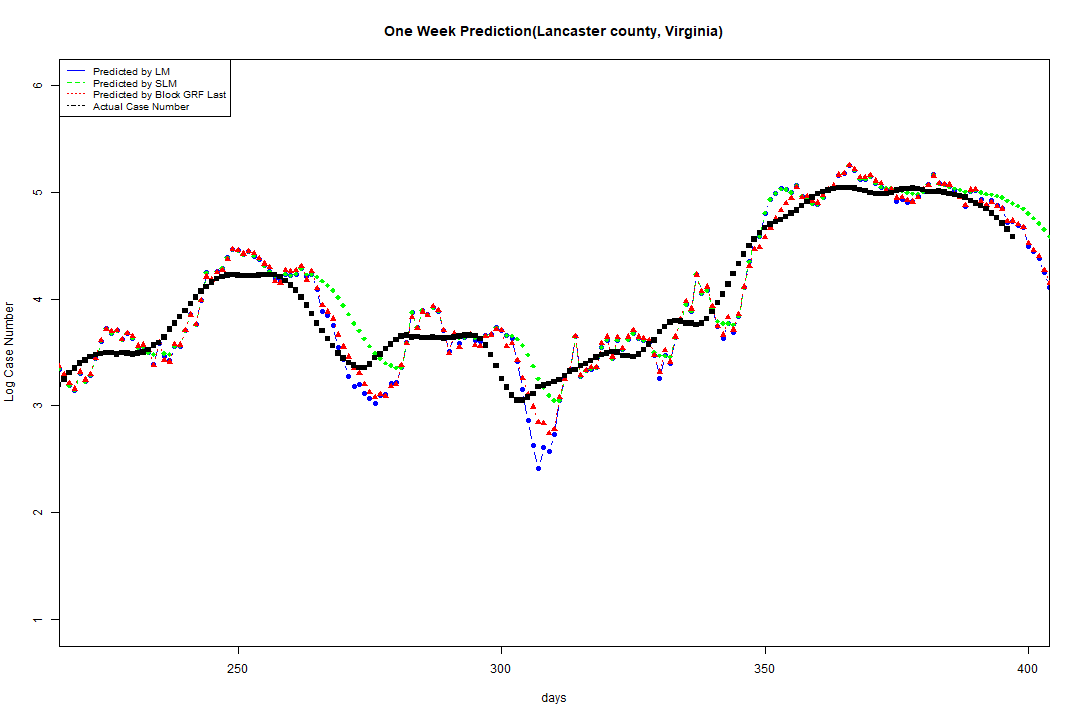 One Week Prediction(Lancaster county, Virginia)
Predicted by LM
Predicted by SLM
Predicted by Block GRF Last
Actual Case Number
6
5
4
3
2
1
Log Case Number
250
300
350
400
days